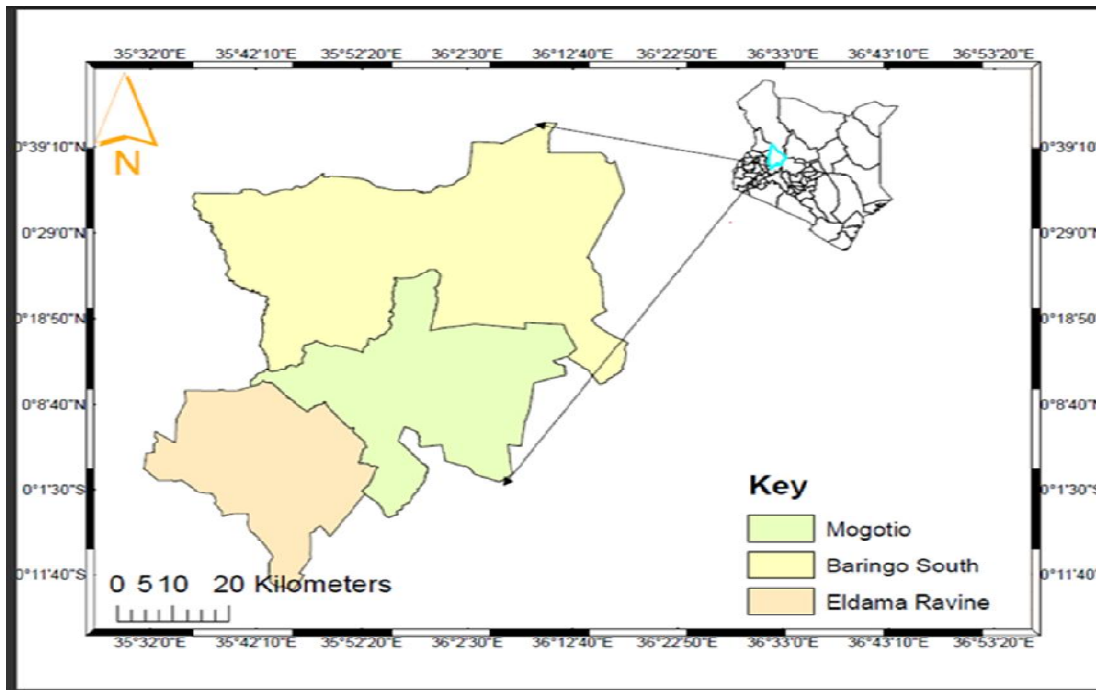 35°32'0"E 35°42'10"E 35°52'20"E 36°2'30"E 36°12'40"E 36°22'50"E 36°33'0"E 36°43'10"E 36°53'20"E
N
0°39'10"N 0°39'10"N
0°29'0"N 0°29'0"N
0°18'50"N 0°18'50"N
0°8'40"N 0°8'40"N
0°1'30"S 0°1'30"S
0°11'40"S 0°11'40"
Key
Mogotio
Baringo South
Eldama Ravine
0 5 10 20 Kilometers
35°32'0"E 35°42'10"E 35°52'20"E 36°2'30"E 36°12'40"E 36°22'50"E 36°33'0"E 36°43'10"E 36°53'20"E